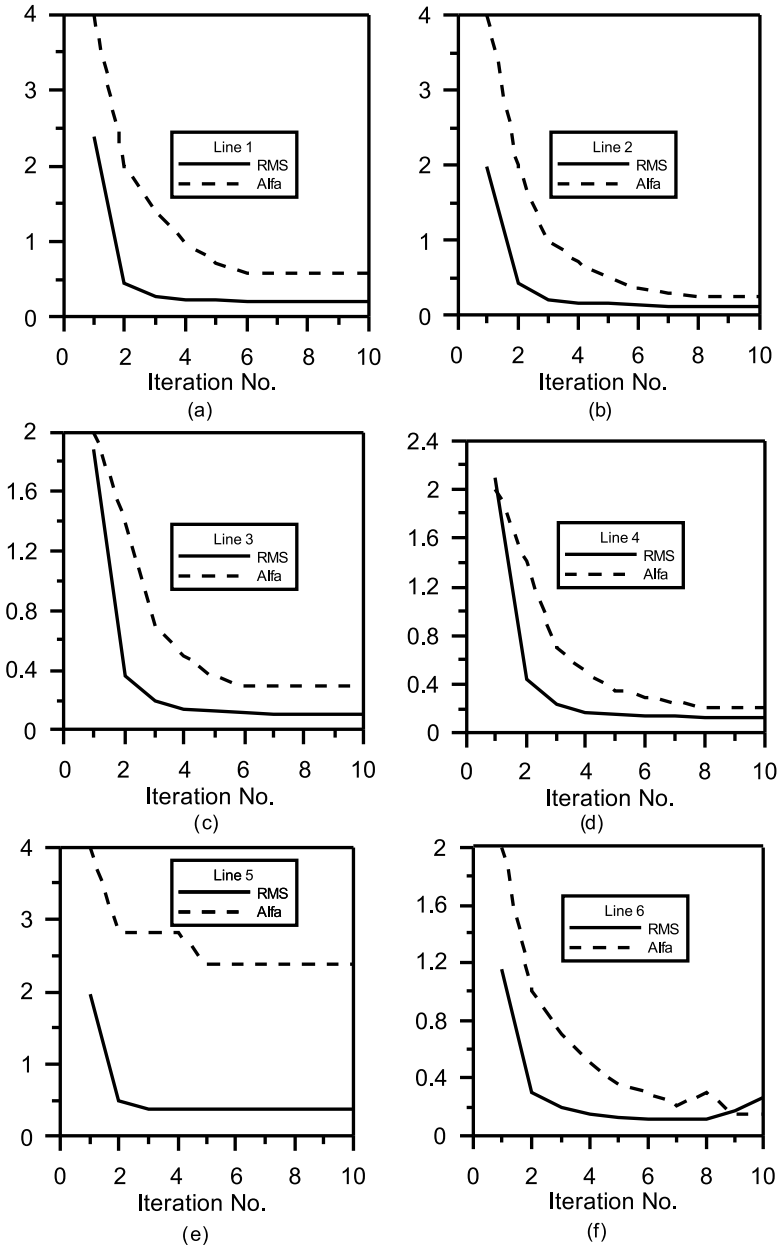 4
3
2
1
0
Line 1
RMS
Alfa
0 2 4 6 8 10
Iteration No.
(a)
4
3
2
1
0
Line 2
RMS
Alfa
0 2 4 6 8 10
Iteration No.
(b)
2
1.6
1.2
0.8
0.4
0
Line 3
RMS
Alfa
0 2 4 6 8 10
Iteration No.
(c)
2.4
2
1.6
1.2
0.8
0.4
0
Line 4
RMS
Alfa
0 2 4 6 8 10
Iteration No.
(d)
4
3
2
1
0
Line 5
RMS
Alfa
0 2 4 6 8 10
Iteration No.
(e)
2
1.6
1.2
0.8
0.4
0
Line 6
RMS
Alfa
0 2 4 6 8 10
Iteration No.
(f)